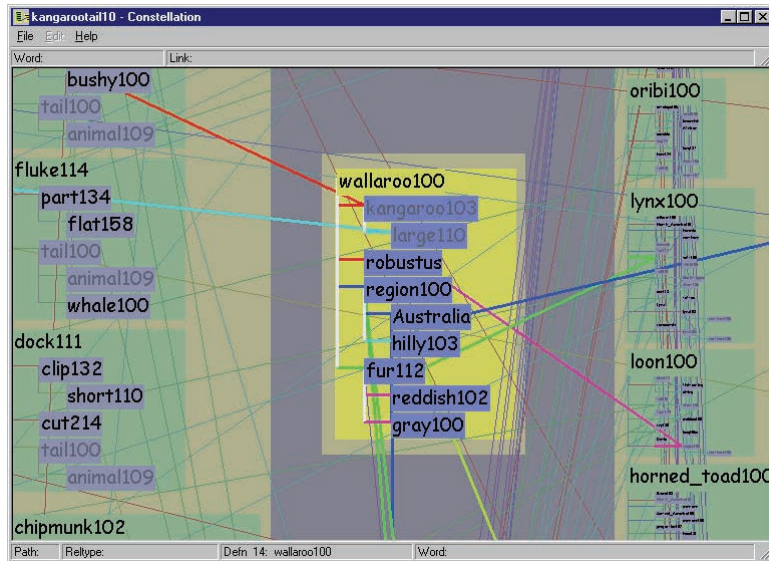 kangarootail10 - Constellation
File Edit Help
Word: Link:
bushy100
tail100
animal109
fluke114
part134
flat158
tail100
animal109
whale100
dock111
clip132
short110
cut214
tail100
animal109
chipmunk102
wallaroo100
kangaroo103
large110
robustus
region100
Australia
hilly103
fur112
reddish102
gray100
oribi100
lynx100
loon100
horned_toad100
Path: Reltype: Defn 14: wallaroo100 Word: